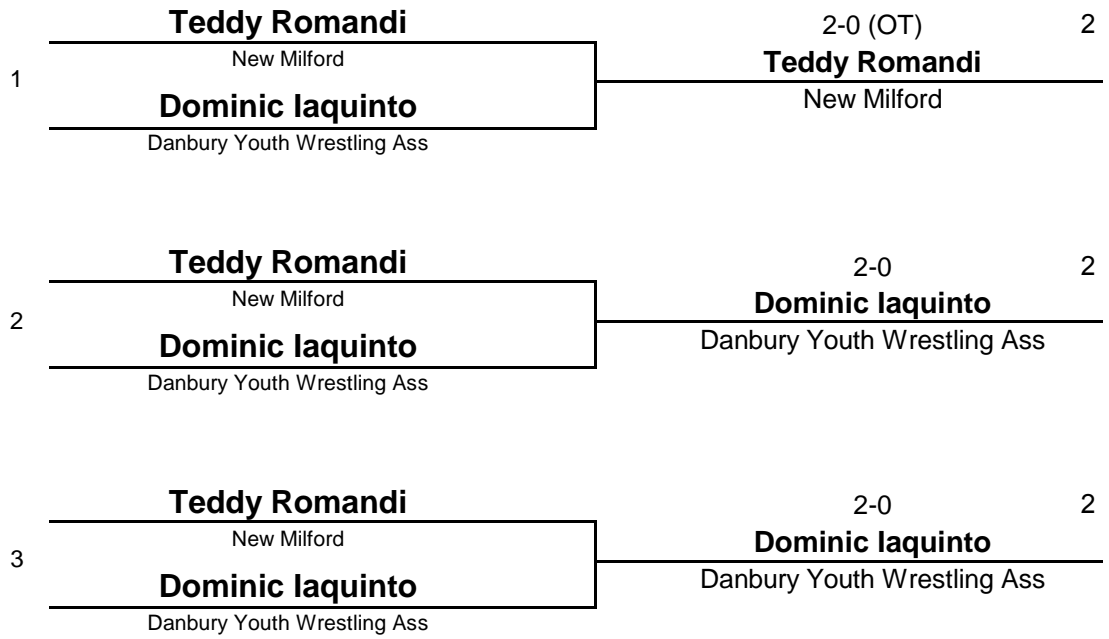 Teddy Romandi
New Milford
1
Dominic Iaquinto
Danbury Youth Wrestling Ass
2-0 (OT) 2
Teddy Romandi
New Milford
Teddy Romandi
New Milford
2
Dominic Iaquinto
Danbury Youth Wrestling Ass
2-0 2
Dominic Iaquinto
Danbury Youth Wrestling Ass
Teddy Romandi
New Milford
3
Dominic Iaquinto
Danbury Youth Wrestling Ass
2-0 2
Dominic Iaquinto
Danbury Youth Wrestling Ass